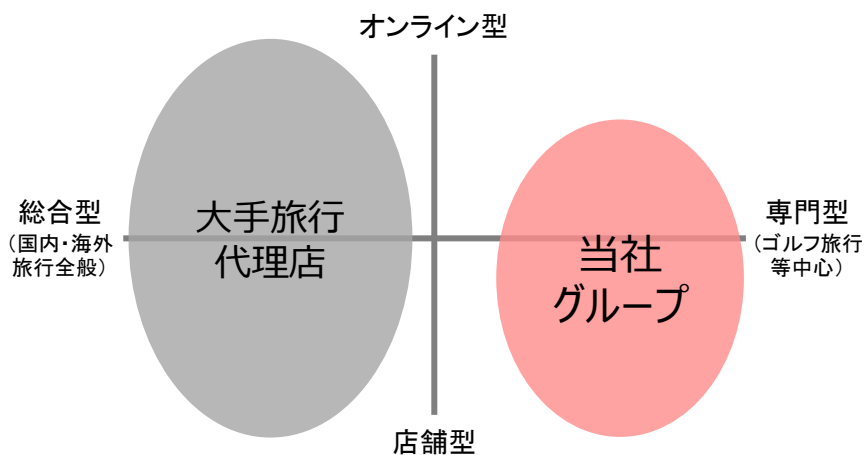 オンライン型
総合型
(国内・海外
旅行全般)
大手旅行
代理店
当社
グループ
専門型
(ゴルフ旅行
等中心)
店舗型